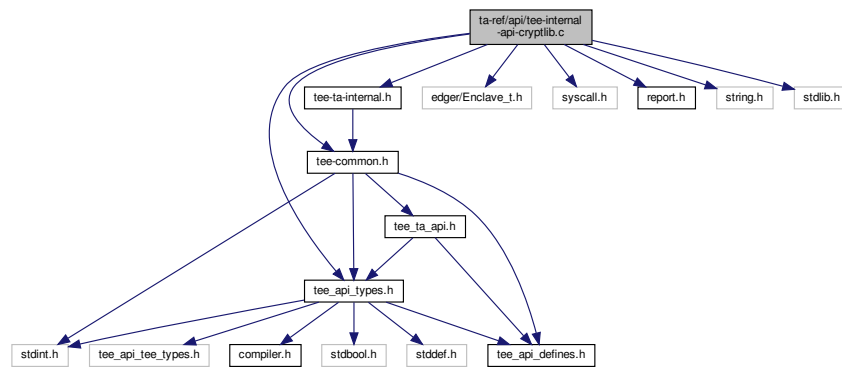 ta-ref/api/tee-internal
-api-cryptlib.c
tee-ta-internal.h
edger/Enclave_t.h
syscall.h
report.h
string.h
stdlib.h
tee-common.h
tee_ta_api.h
tee_api_types.h
stdint.h
tee_api_tee_types.h
compiler.h
stdbool.h
stddef.h
tee_api_defines.h